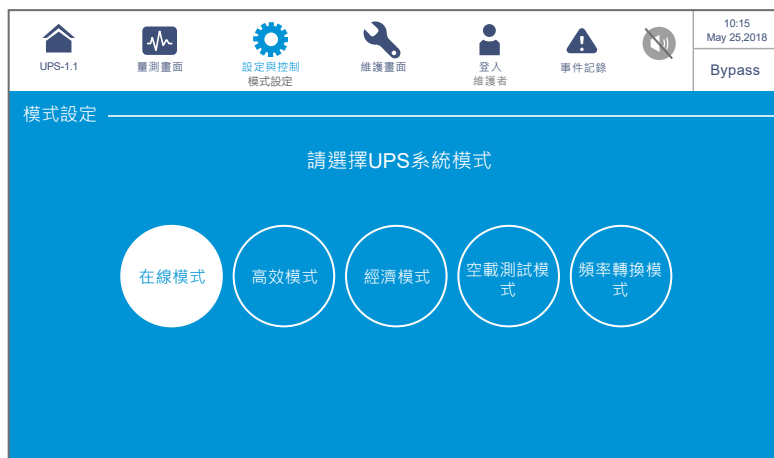 UPS-1.1
量測畫面
設定與控制
模式設定
維護畫面
登入
維護者
事件記錄
10:15
May 25,2018
Bypass
模式設定
請選擇UPS系統模式
在線模式
高效模式
經濟模式
空載測試模
式
頻率轉換模
式